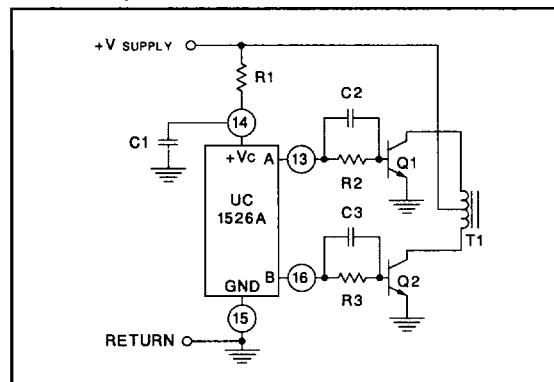 +V SUPPLY
R1
C2
14
C1
+VC
A
13
Q1
R2
UC
1526A
C3
T1
B
16
Q2
GND
R3
15
RETURN